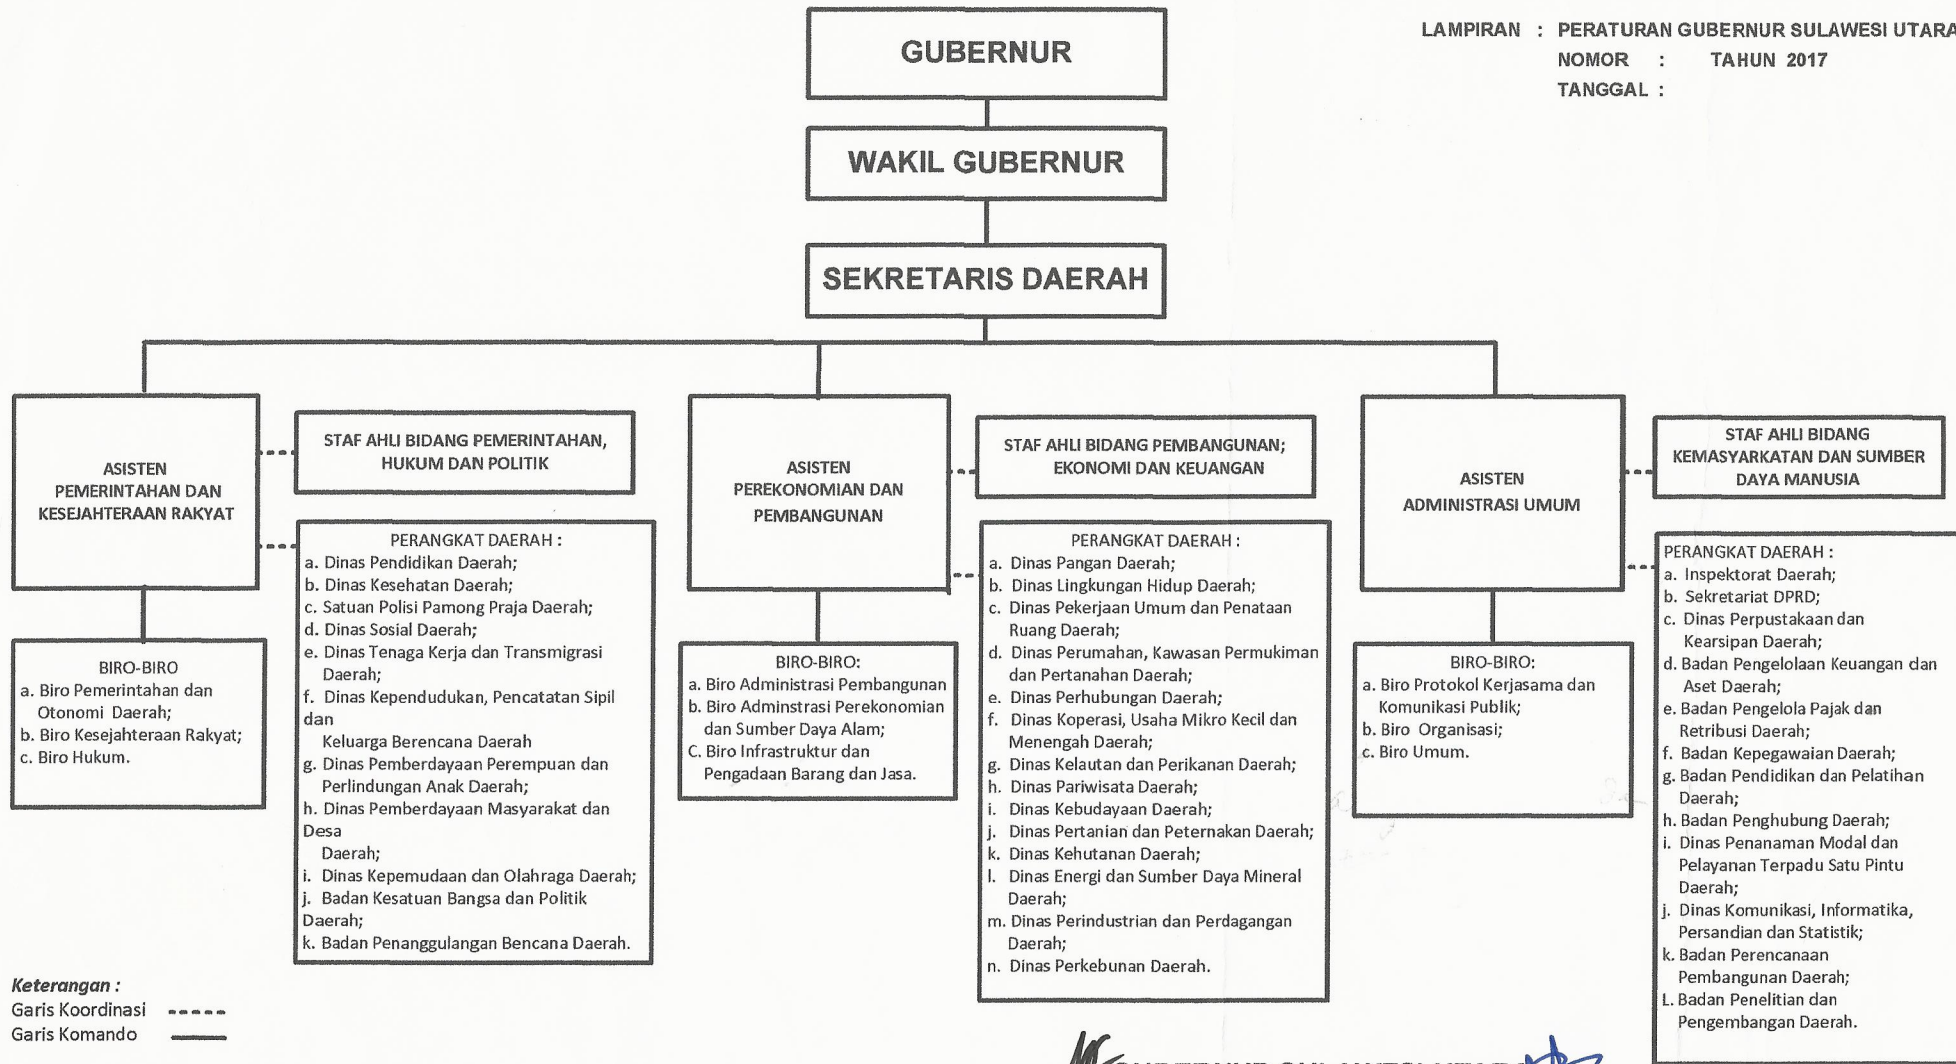 LAMPIRAN : PERATURAN GUBERNUR SULAWESI UTARA
NOMOR : TAHUN 2017
TANGGAL :
GUBERNUR
WAKIL GUBERNUR
SEKRETARIS DAERAH
ASISTEN
PEMERINTAHAN DAN
KESEJAHTERAAN RAKYAT
STAF AHLI BIDANG PEMERINTAHAN,
HUKUM DAN POLITIK
PERANGKAT DAERAH :
a. Dinas Pendidikan Daerah;
b. Dinas Kesehatan Daerah;
c. Satuan Polisi Pamong Praja Daerah;
d. Dinas Sosial Daerah;
e. Dinas Tenaga Kerja dan Transmigrasi
Daerah;
f. Dinas Kependudukan, Pencatatan Sipil
dan
Keluarga Berencana Daerah
g. Dinas Pemberdayaan Perempuan dan
Perlindungan Anak Daerah;
h. Dinas Pemberdayaan Masyarakat dan
Desa
Daerah;
i. Dinas Kepemudaan dan Olahraga Daerah;
j. Badan Kesatuan Bangsa dan Politik
Daerah;
k. Badan Penanggulangan Bencana Daerah.
BIRO-BIRO
a. Biro Pemerintahan dan
Otonomi Daerah;
b. Biro Kesejahteraan Rakyat;
c. Biro Hukum.
ASISTEN
PEREKONOMIAN DAN
PEMBANGUNAN
STAF AHLI BIDANG PEMBANGUNAN;
EKONOMI DAN KEUANGAN
PERANGKAT DAERAH :
a. Dinas Pangan Daerah;
b. Dinas Lingkungan Hidup Daerah;
c. Dinas Pekerjaan Umum dan Penataan
Ruang Daerah;
d. Dinas Perumahan, Kawasan Permukiman
dan Pertanahan Daerah;
e. Dinas Perhubungan Daerah;
f. Dinas Koperasi, Usaha Mikro Kecil dan
Menengah Daerah;
g. Dinas Kelautan dan Perikanan Daerah;
h. Dinas Pariwisata Daerah;
i. Dinas Kebudayaan Daerah;
j. Dinas Pertanian dan Peternakan Daerah;
k. Dinas Kehutanan Daerah;
l. Dinas Energi dan Sumber Daya Mineral
Daerah;
m. Dinas Perindustrian dan Perdagangan
Daerah;
n. Dinas Perkebunan Daerah.
BIRO-BIRO:
a. Biro Administrasi Pembangunan
b. Biro Adminstrasi Perekonomian
dan Sumber Daya Alam;
C. Biro Infrastruktur dan
Pengadaan Barang dan Jasa.
ASISTEN
ADMINISTRASI UMUM
STAF AHLI BIDANG
KEMASYARKATAN DAN SUMBER
DAYA MANUSIA
PERANGKAT DAERAH :
a. Inspektorat Daerah;
b. Sekretariat DPRD;
c. Dinas Perpustakaan dan
Kearsipan Daerah;
d. Badan Pengelolaan Keuangan dan
Aset Daerah;
e. Badan Pengelola Pajak dan
Retribusi Daerah;
f. Badan Kepegawaian Daerah;
g. Badan Pendidikan dan Pelatihan
Daerah;
h. Badan Penghubung Daerah;
i. Dinas Penanaman Modal dan
Pelayanan Terpadu Satu Pintu
Daerah;
j. Dinas Komunikasi, Informatika,
Persandian dan Statistik;
k. Badan Perencanaan
Pembangunan Daerah;
L. Badan Penelitian dan
Pengembangan Daerah.
BIRO-BIRO:
a. Biro Protokol Kerjasama dan
Komunikasi Publik;
b. Biro Organisasi;
c. Biro Umum.
Keterangan :
Garis Koordinasi
Garis Komando